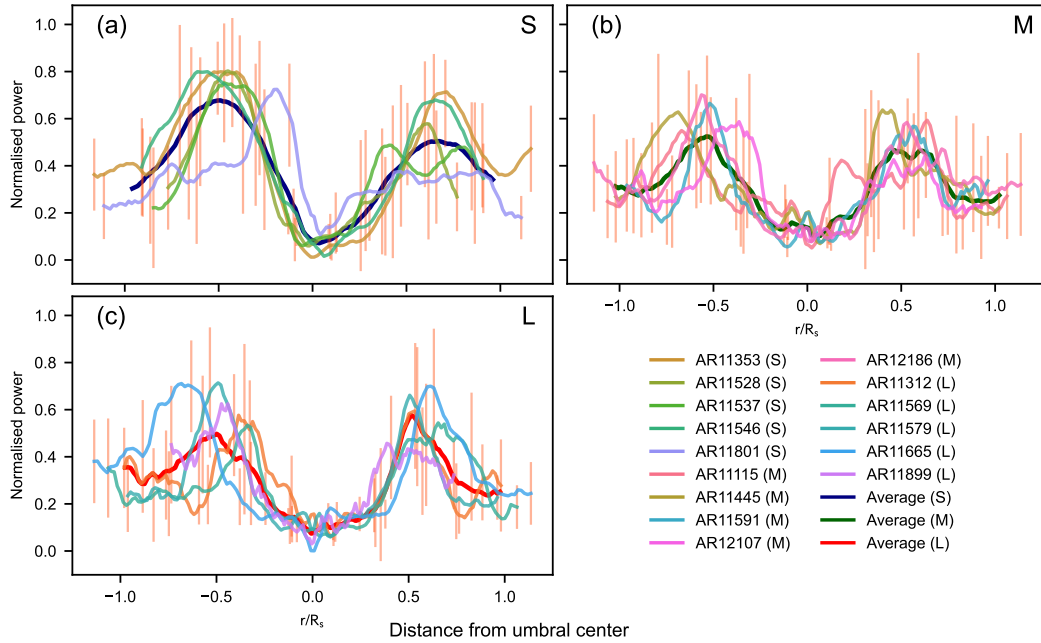 (a)
S
Normalised power
1.0
0.8
0.6
0.4
0.2
0.0
(b)
M
−1.0
−0.5
0.0
0.5
1.0
r/Rs
(c)
L
Normalised power
1.0
0.8
0.6
0.4
0.2
0.0
−1.0
−0.5
0.0
0.5
1.0
r/Rs
Distance from umbral center
AR11353 (S)
AR11528 (S)
AR11537 (S)
AR11546 (S)
AR11801 (S)
AR11115 (M)
AR11445 (M)
AR11591 (M)
AR12107 (M)
AR12186 (M)
AR11312 (L)
AR11569 (L)
AR11579 (L)
AR11665 (L)
AR11899 (L)
Average (S)
Average (M)
Average (L)